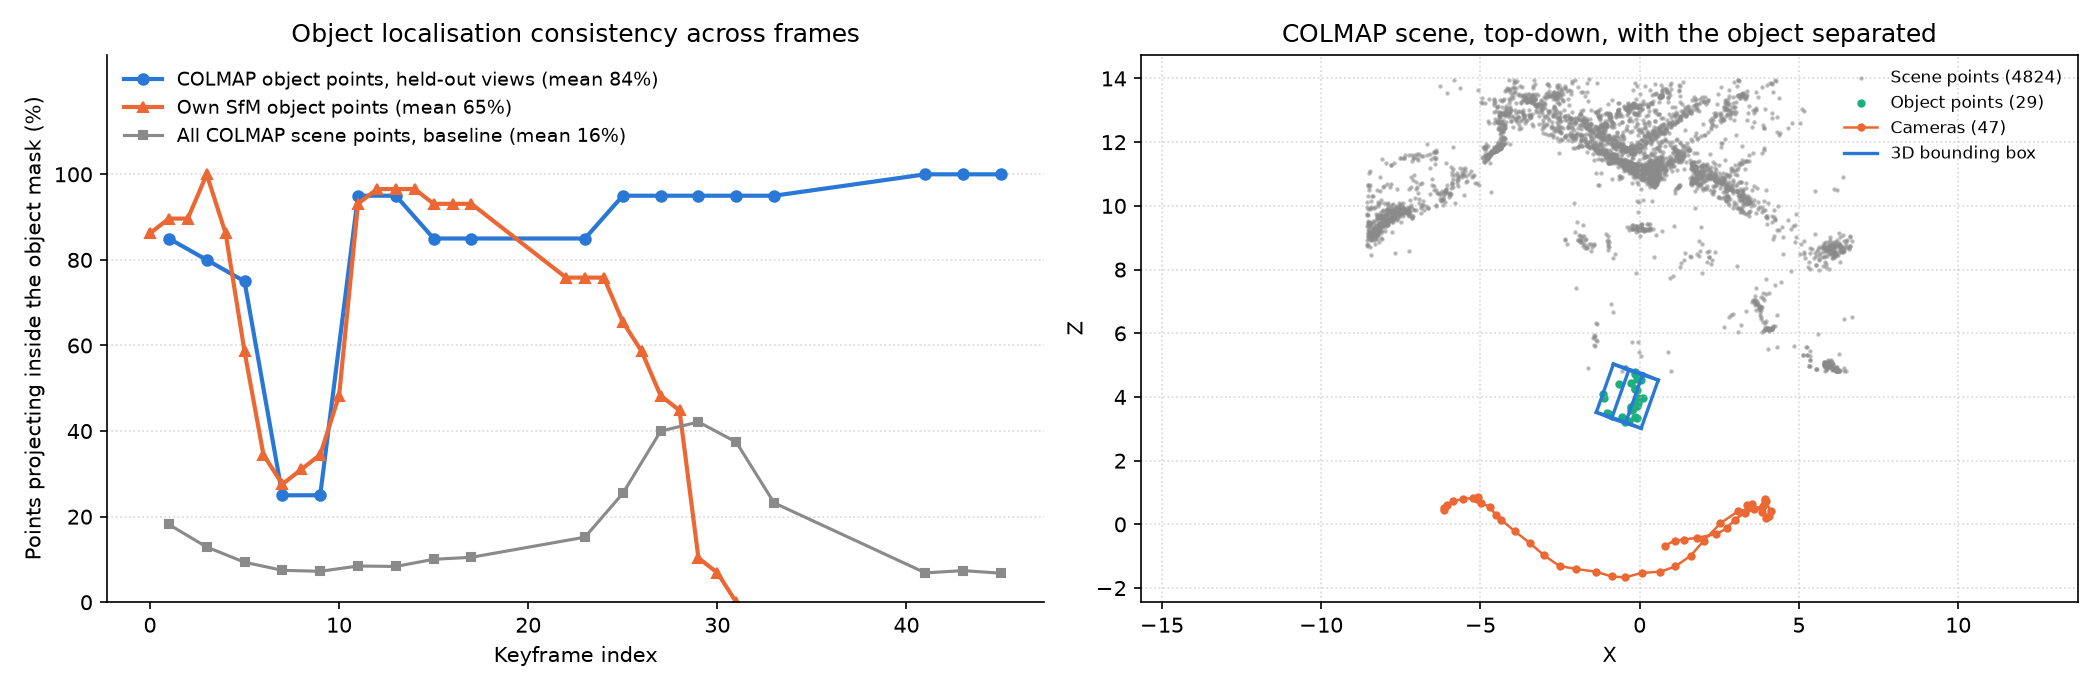 Object localisation consistency across frames
COLMAP object points, held-out views (mean 84%)
Own SfM object points (mean 65%)
All COLMAP scene points, baseline (mean 16%)
Points projecting inside the object mask (%)
100
80
60
40
20
0
0 10 20 30 40
Keyframe index
COLMAP scene, top-down, with the object separated
Scene points (4824)
Object points (29)
Cameras (47)
3D bounding box
Z
14
12
10
8
6
4
2
0
−2
−15 −10 −5 0 5 10
X